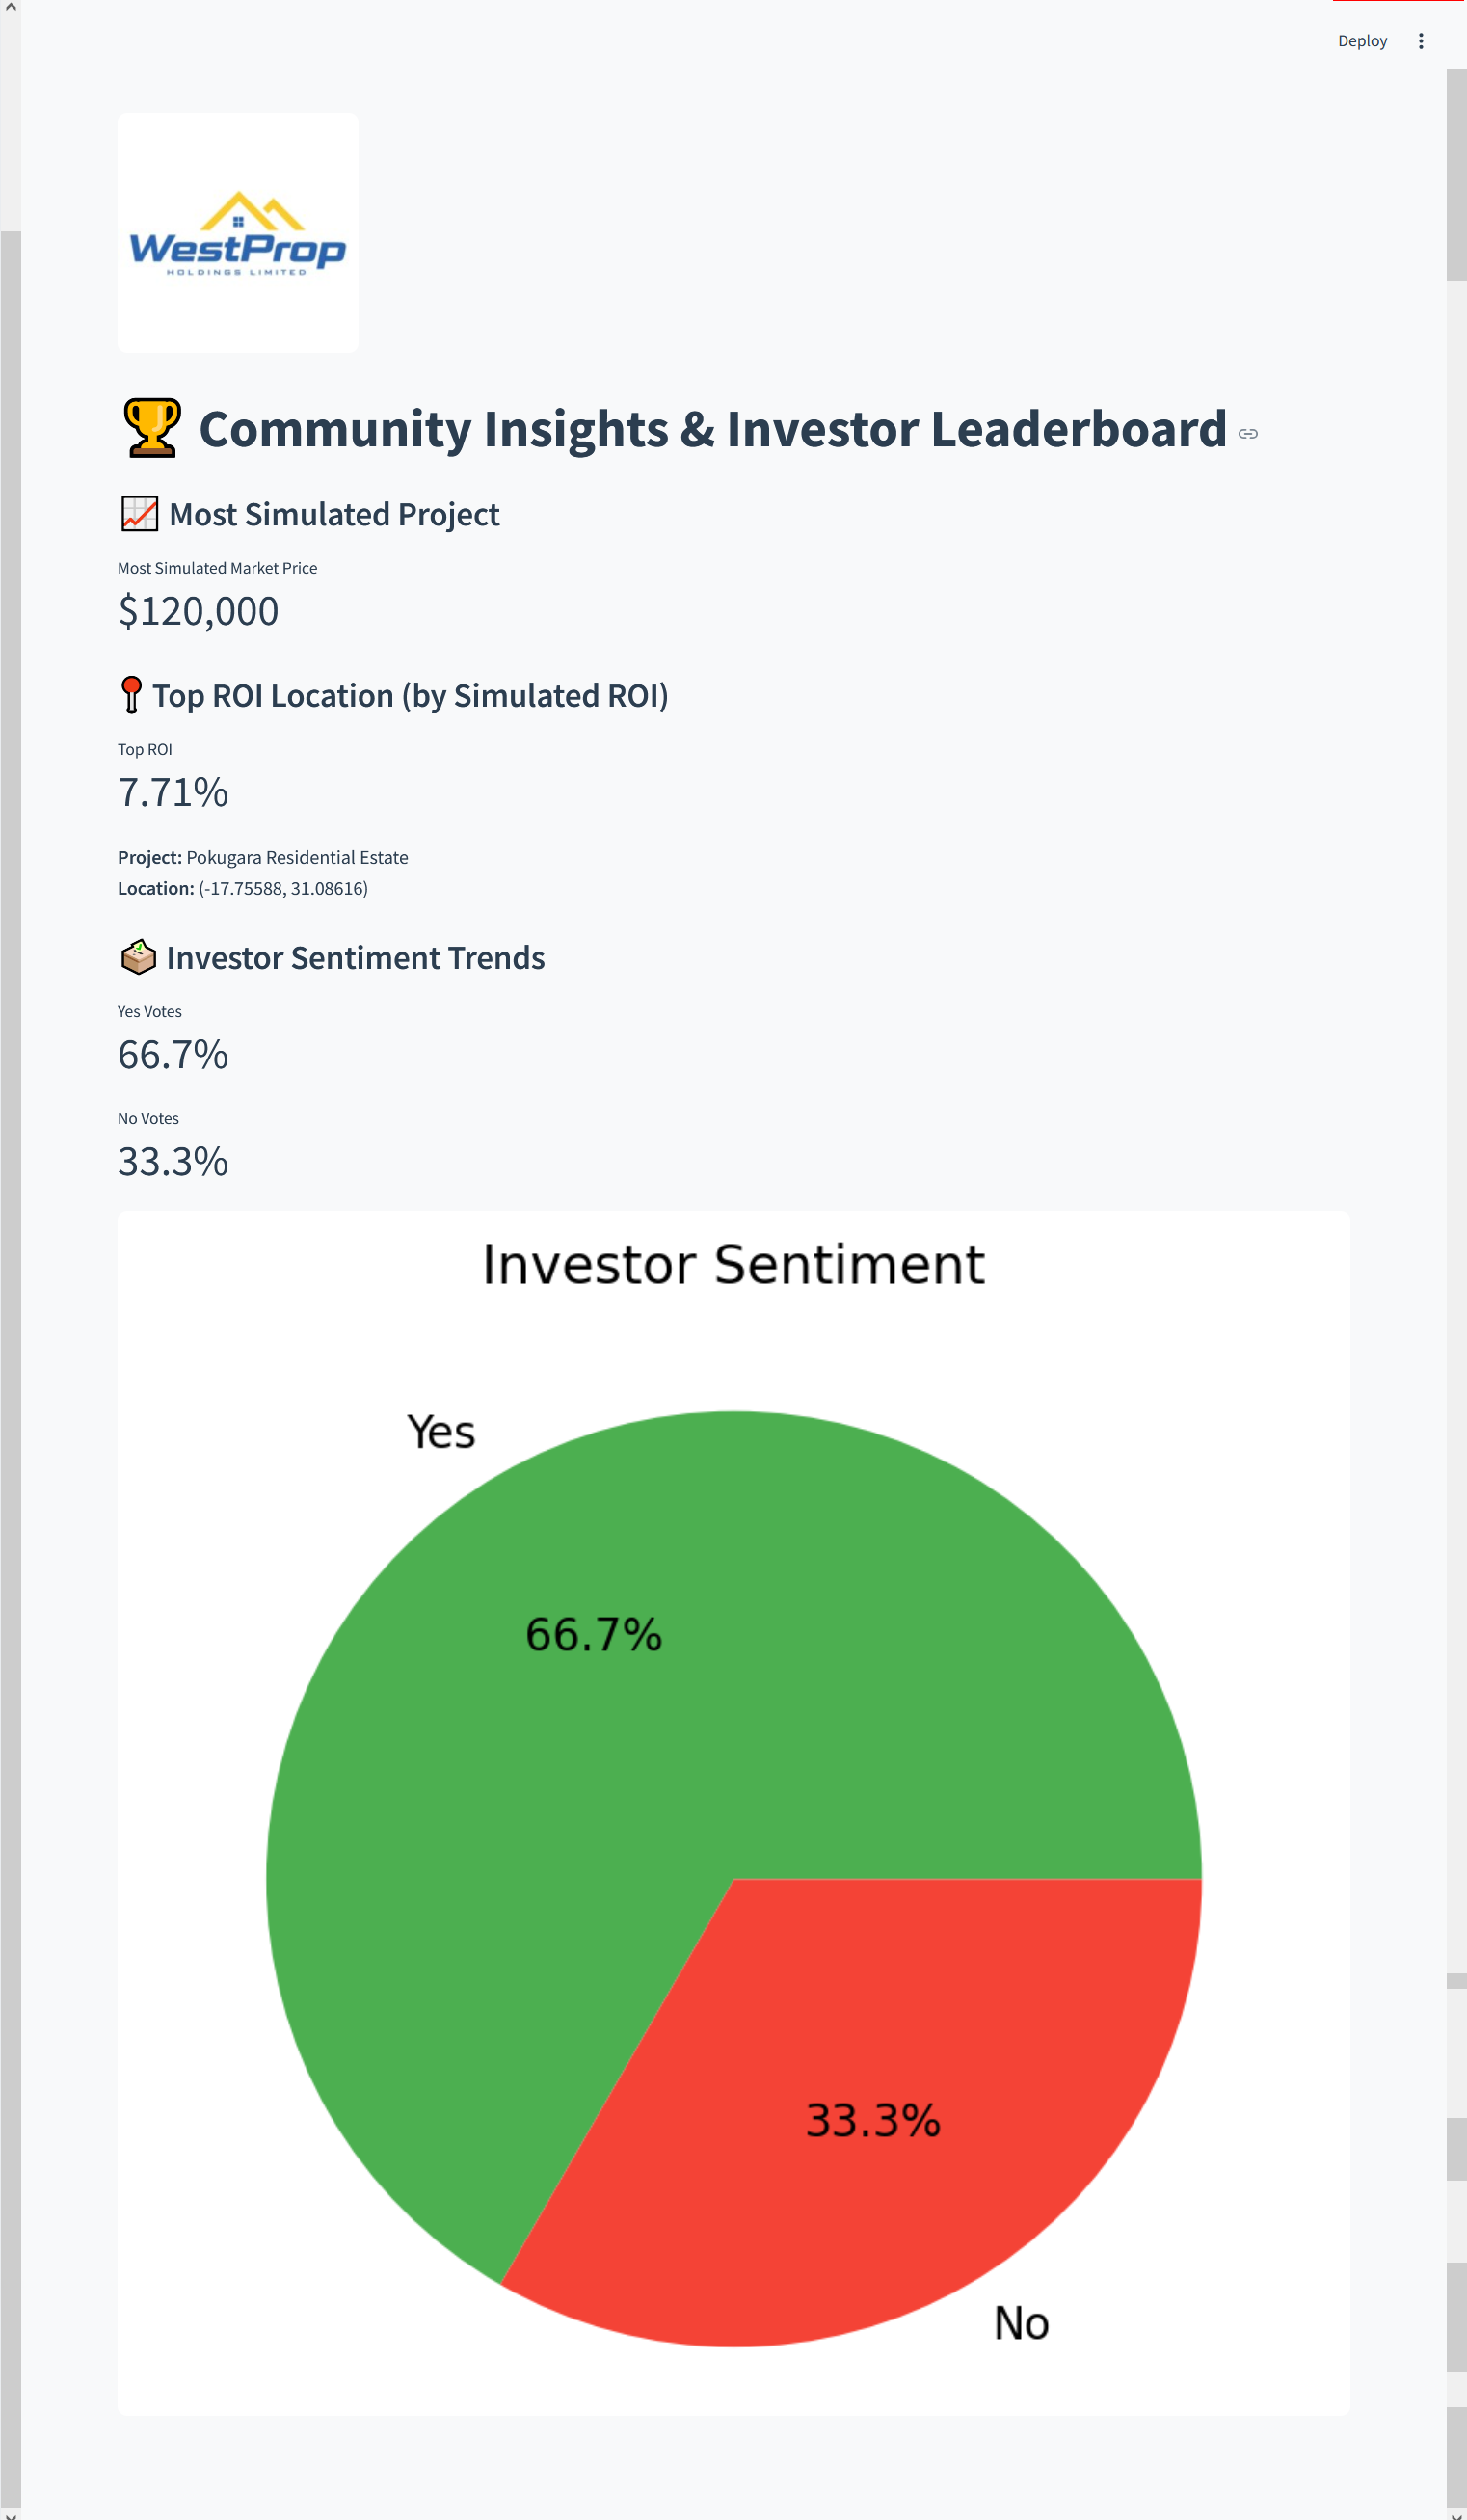 Deploy
WestProp
HOLDINGS LIMITED
Community Insights & Investor Leaderboard
Most Simulated Project
Most Simulated Market Price
$120,000
Top ROI Location (by Simulated ROI)
Top ROI
7.71%
Project: Pokugara Residential Estate
Location: (-17.75588, 31.08616)
Investor Sentiment Trends
Yes Votes
66.7%
No Votes
33.3%
Investor Sentiment
Yes
66.7%
33.3%
No